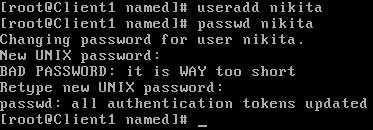 [root@Client1 named]# useradd nikita
[root@Client1 named]# passwd nikita
Changing password for user nikita.
New UNIX password:
BAD PASSWORD: it is WAY too short
Retype new UNIX password:
passwd: all authentication tokens updated
[root@Client1 named]# _